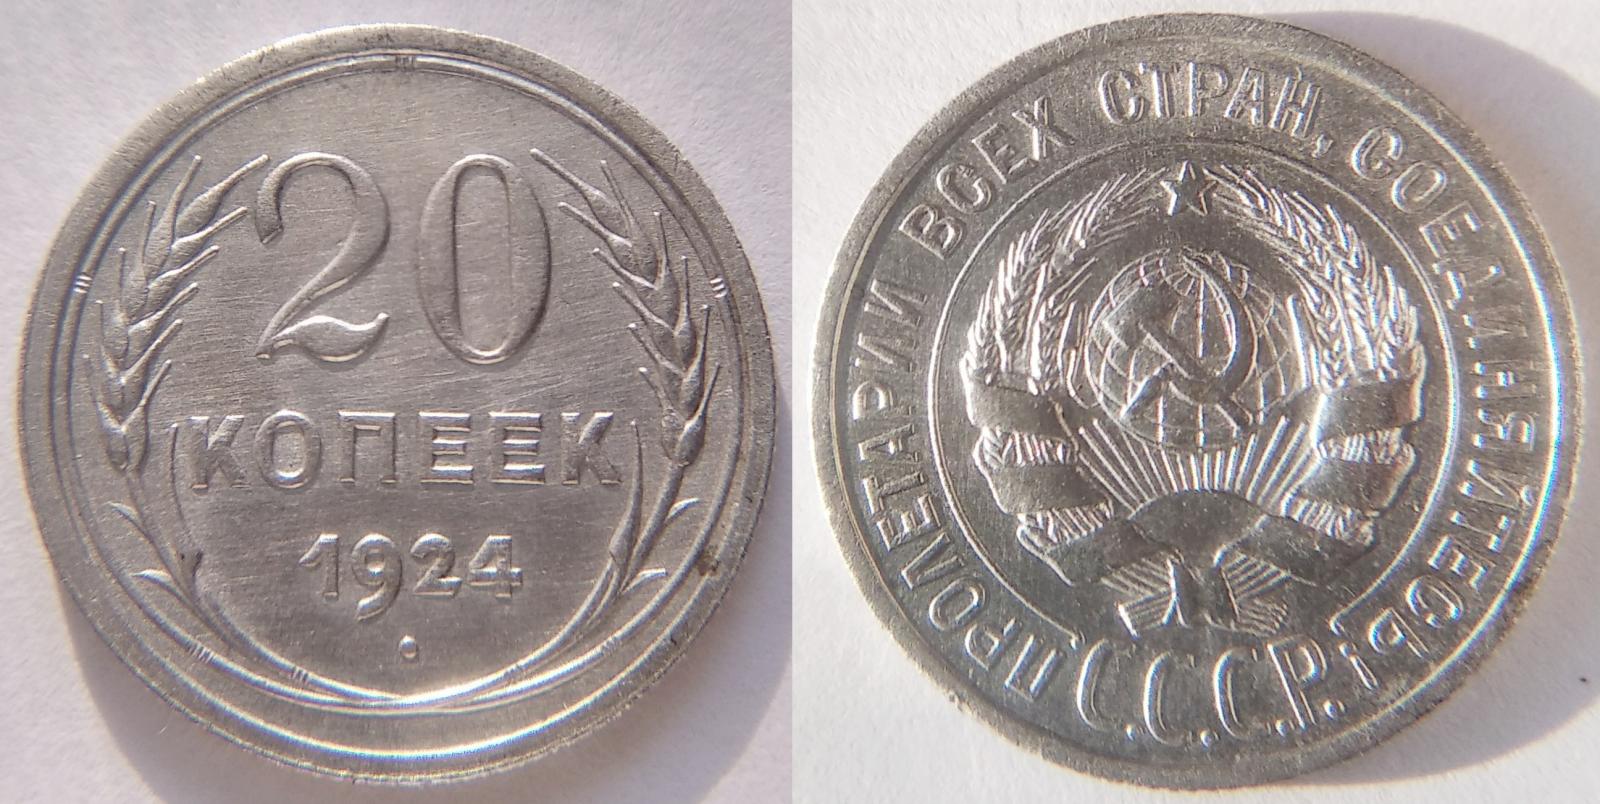 20
КОПЕЕК
1924
ПРОЛЕТАРИИ ВСЕХ СТРАН, СОЕДИНЯЙТЕСЬ!
С.С.С.Р.